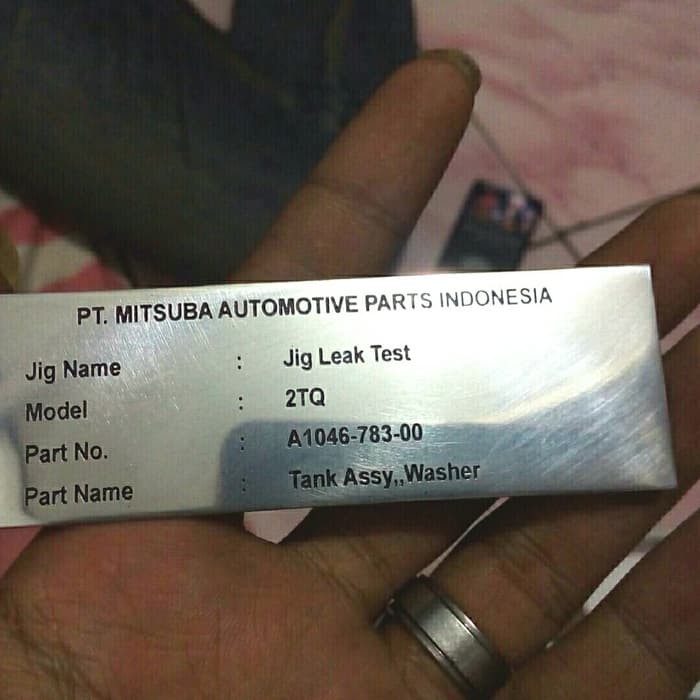 PT. MITSUBA AUTOMOTIVE PARTS INDONESIA
Jig Name : Jig Leak Test
Model : 2TQ
Part No. : A1046-783-00
Part Name : Tank Assy,,Washer